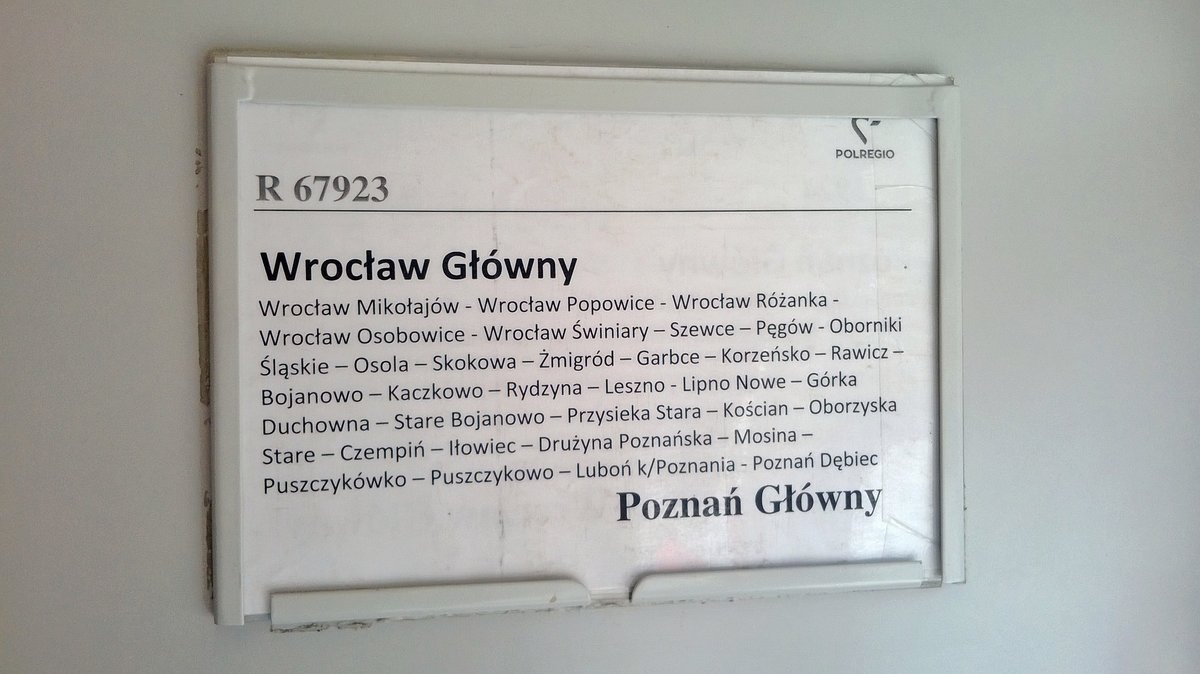 POLREGIO
R 67923
Wrocław Główny
Wrocław Mikołajów - Wrocław Popowice - Wrocław Różanka -
Wrocław Osobowice - Wrocław Świniary – Szewce – Pęgów - Oborniki
Śląskie – Osola – Skokowa – Żmigród – Garbce – Korzeńsko – Rawicz –
Bojanowo – Kaczkowo – Rydzyna – Leszno - Lipno Nowe – Górka
Duchowna – Stare Bojanowo – Przysieka Stara – Kościan – Oborzyska
Stare – Czempiń – Iłowiec – Drużyna Poznańska – Mosina –
Puszczykówko – Puszczykowo – Luboń k/Poznania - Poznań Dębiec
Poznań Główny